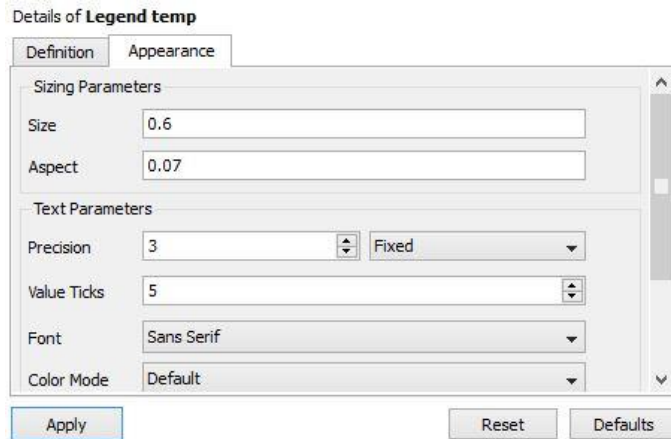 Details of Legend temp
Definition Appearance
Sizing Parameters
Size 0.6
Aspect 0.07
Text Parameters
Precision 3 Fixed
Value Ticks 5
Font Sans Serif
Color Mode Default
Apply Reset Defaults